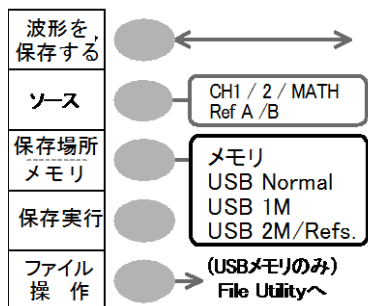 波形を,
保存する
ソース
CH1 / 2 / MATH
Ref A /B
保存場所
メモリ
メモリ
USB Normal
USB 1M
USB 2M/Refs.
保存実行
ファイル
操 作
(USBメモリのみ)
File Utilityへ